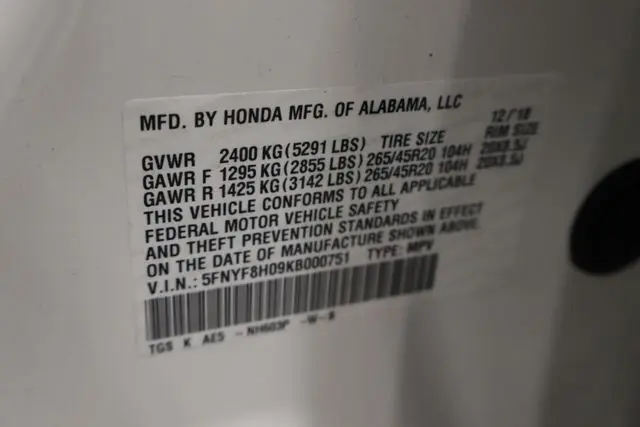 MFD. BY HONDA MFG. OF ALABAMA, LLC 12/18
GVWR 2400 KG (5291 LBS) TIRE SIZE RIM SIZE
GAWR F 1295 KG (2855 LBS) 265/45R20 104H 20X8.5J
GAWR R 1425 KG (3142 LBS) 265/45R20 104H 20X8.5J
THIS VEHICLE CONFORMS TO ALL APPLICABLE
FEDERAL MOTOR VEHICLE SAFETY
AND THEFT PREVENTION STANDARDS IN EFFECT
ON THE DATE OF MANUFACTURE SHOWN ABOVE.
V.I.N.: 5FNYF8H09KB000751 TYPE: MPV
TGS K AE5 - NH603P -W-8